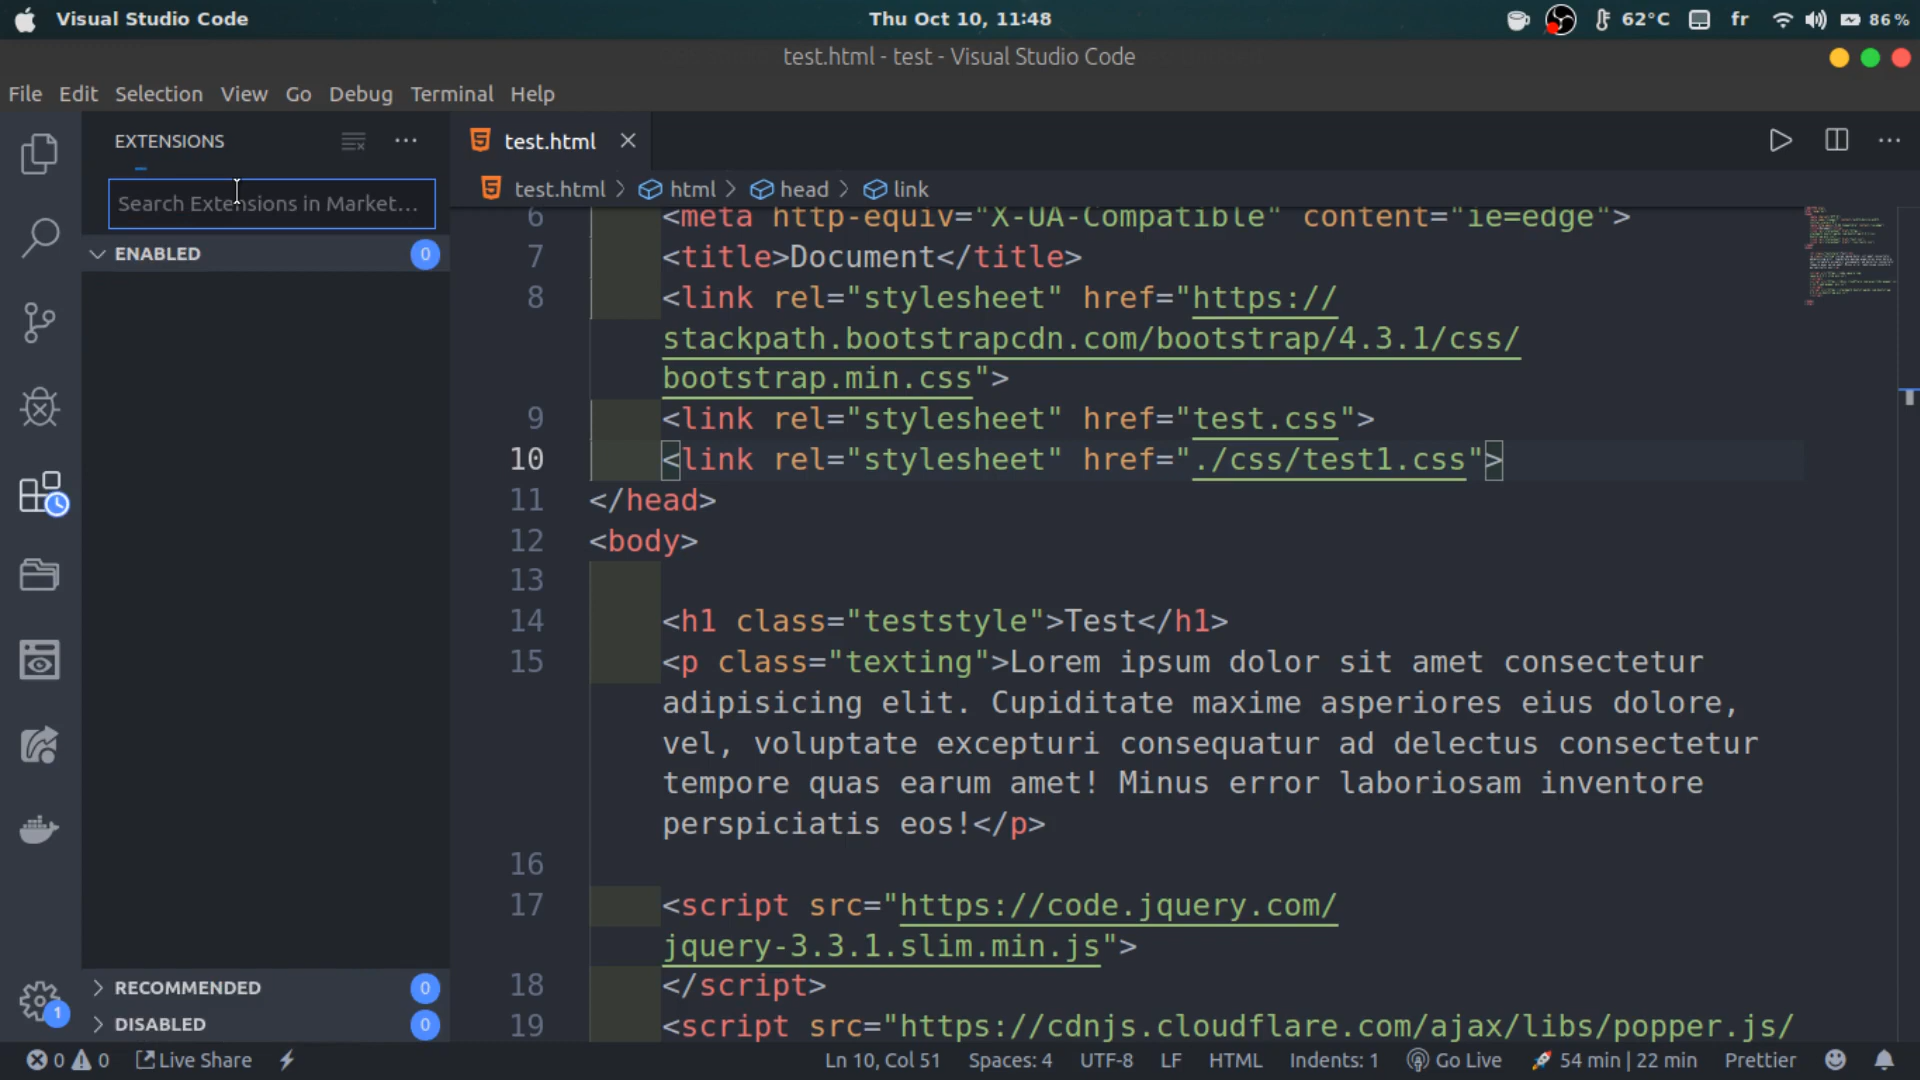 Visual Studio Code
Thu Oct 10, 11:48
62°C
fr
86%
test.html - test - Visual Studio Code
File Edit Selection View Go Debug Terminal Help
EXTENSIONS
Search Extensions in Market...
ENABLED
0
RECOMMENDED
0
DISABLED
0
1
test.html
test.html > html > head > link
6 <meta http-equiv="X-UA-Compatible" content="ie=edge">
7 <title>Document</title>
8 <link rel="stylesheet" href="https://
stackpath.bootstrapcdn.com/bootstrap/4.3.1/css/
bootstrap.min.css">
9 <link rel="stylesheet" href="test.css">
10 <link rel="stylesheet" href="./css/test1.css">
11 </head>
12 <body>
13
14 <h1 class="teststyle">Test</h1>
15 <p class="texting">Lorem ipsum dolor sit amet consectetur
adipisicing elit. Cupiditate maxime asperiores eius dolore,
vel, voluptate excepturi consequatur ad delectus consectetur
tempore quas earum amet! Minus error laboriosam inventore
perspiciatis eos!</p>
16
17 <script src="https://code.jquery.com/
jquery-3.3.1.slim.min.js">
18 </script>
19 <script src="https://cdnjs.cloudflare.com/ajax/libs/popper.js/
0 0 Live Share
Ln 10, Col 51 Spaces: 4 UTF-8 LF HTML Indents: 1 Go Live 54 min | 22 min Prettier